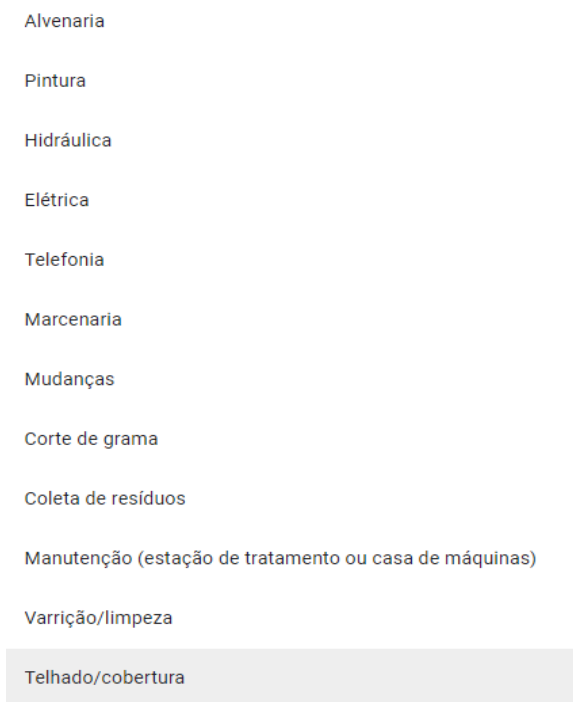 Alvenaria
Pintura
Hidráulica
Elétrica
Telefonia
Marcenaria
Mudanças
Corte de grama
Coleta de resíduos
Manutenção (estação de tratamento ou casa de máquinas)
Varrição/limpeza
Telhado/cobertura